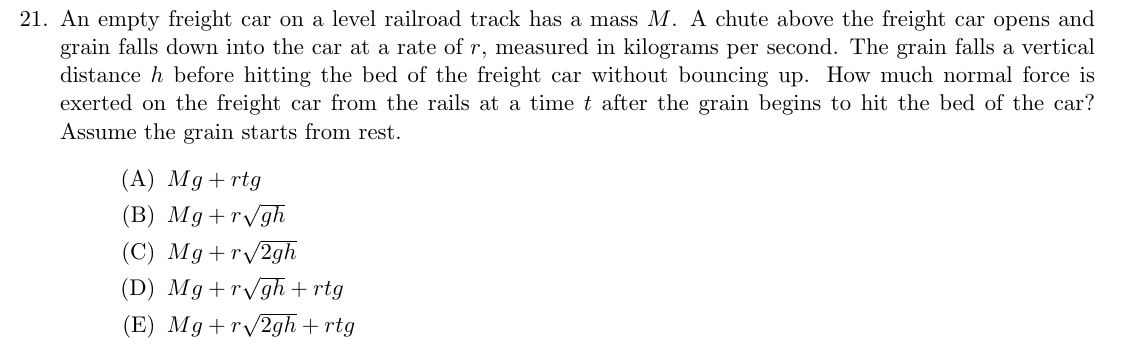 21. An empty freight car on a level railroad track has a mass M. A chute above the freight car opens and
grain falls down into the car at a rate of r, measured in kilograms per second. The grain falls a vertical
distance h before hitting the bed of the freight car without bouncing up. How much normal force is
exerted on the freight car from the rails at a time t after the grain begins to hit the bed of the car?
Assume the grain starts from rest.
(A) Mg + rtg
(B) Mg + r√gh
(C) Mg + r√2gh
(D) Mg + r√gh + rtg
(E) Mg + r√2gh + rtg